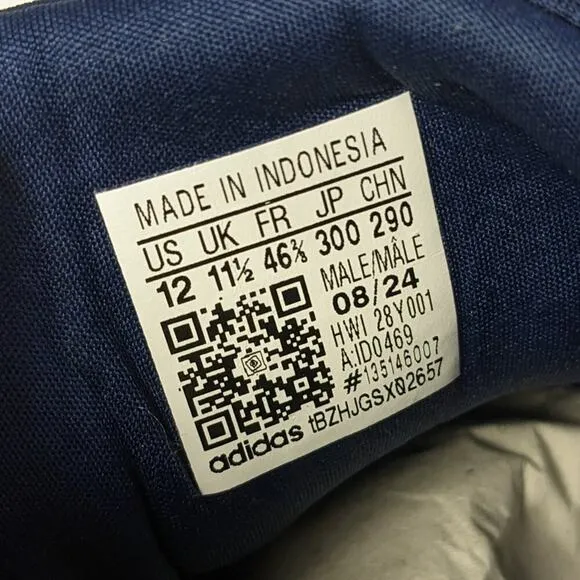 MADE IN INDONESIA
US UK FR JP CHN
12 11½ 46⅔ 300 290
MALE/MÂLE
08/24
HWI 28Y001
A:ID0469
#135146007
adidas tBZHJGSX02657